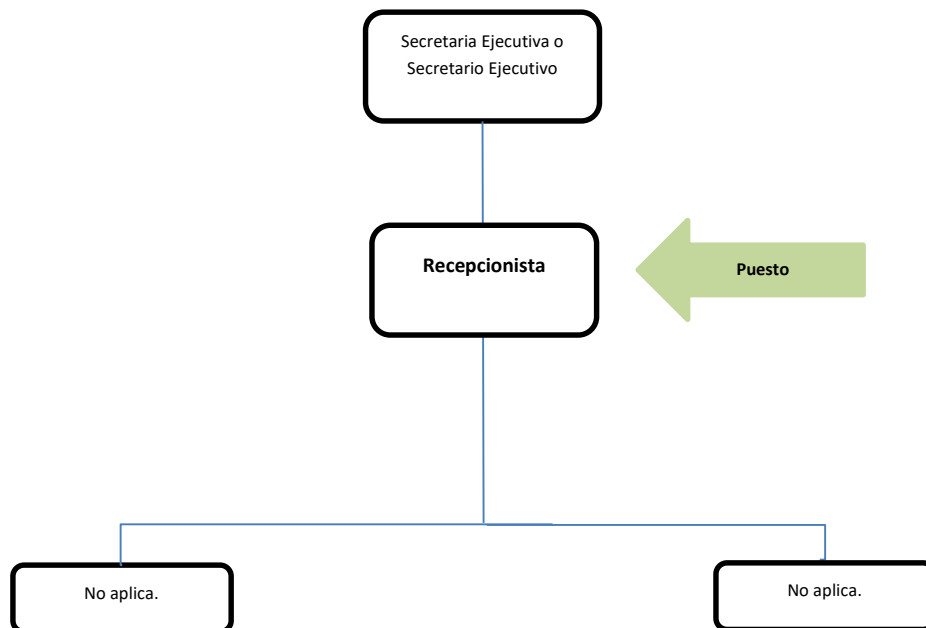 Secretaria Ejecutiva o
Secretario Ejecutivo
Recepcionista
Puesto
No aplica.
No aplica.